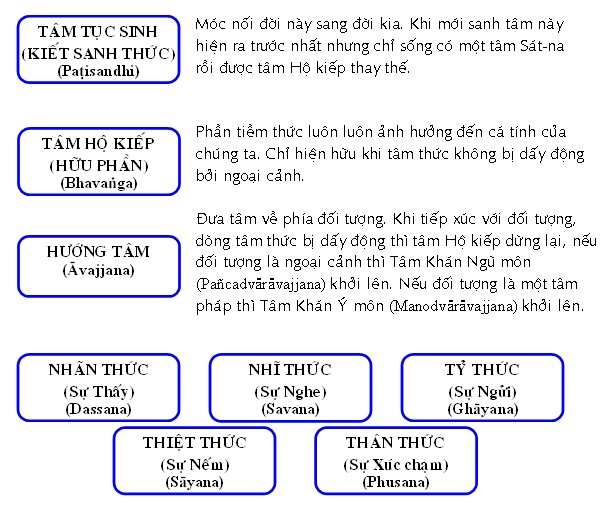 TÂM TỤC SINH
(KIẾT SANH THỨC)
(Paṭisandhi)
Móc nối đời này sang đời kia. Khi mới sanh tâm này
hiện ra trước nhất nhưng chỉ sống có một tâm Sát-na
rồi được tâm Hộ kiếp thay thế.
TÂM HỘ KIẾP
(HỮU PHẦN)
(Bhavaṅga)
Phần tiềm thức luôn luôn ảnh hưởng đến cá tính của
chúng ta. Chỉ hiện hữu khi tâm thức không bị dấy động
bởi ngoại cảnh.
HƯỚNG TÂM
(Āvajjana)
Đưa tâm về phía đối tượng. Khi tiếp xúc với đối tượng,
dòng tâm thức bị dấy động thì tâm Hộ kiếp dừng lại, nếu
đối tượng là ngoại cảnh thì Tâm Khán Ngũ môn
(Pañcadvārāvajjana) khởi lên. Nếu đối tượng là một tâm
pháp thì Tâm Khán Ý môn (Manodvārāvajjana) khởi lên.
NHÃN THỨC
(Sự Thấy)
(Dassana)
NHĨ THỨC
(Sự Nghe)
(Savana)
TỶ THỨC
(Sự Ngửi)
(Ghāyana)
THIỆT THỨC
(Sự Nếm)
(Sāyana)
THÂN THỨC
(Sự Xúc chạm)
(Phusana)